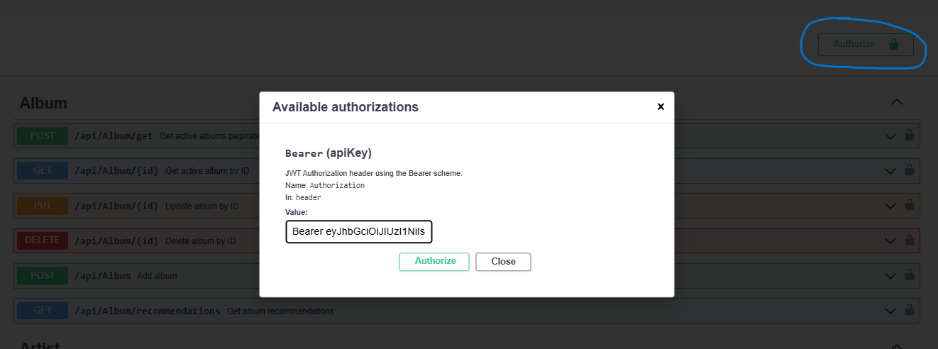 Authorize
Album
POST /api/Album/get Get active albums paginate
GET /api/Album/{id} Get active album by ID
PUT /api/Album/{id} Update album by ID
DELETE /api/Album/{id} Delete album by ID
POST /api/Album Add album
GET /api/Album/recommendations Get album recommendations
Artist
Available authorizations
×
Bearer (apiKey)
JWT Authorization header using the Bearer scheme.
Name: Authorization
In: header
Value:
Bearer eyJhbGciOiJIUzI1NiIs
Authorize Close